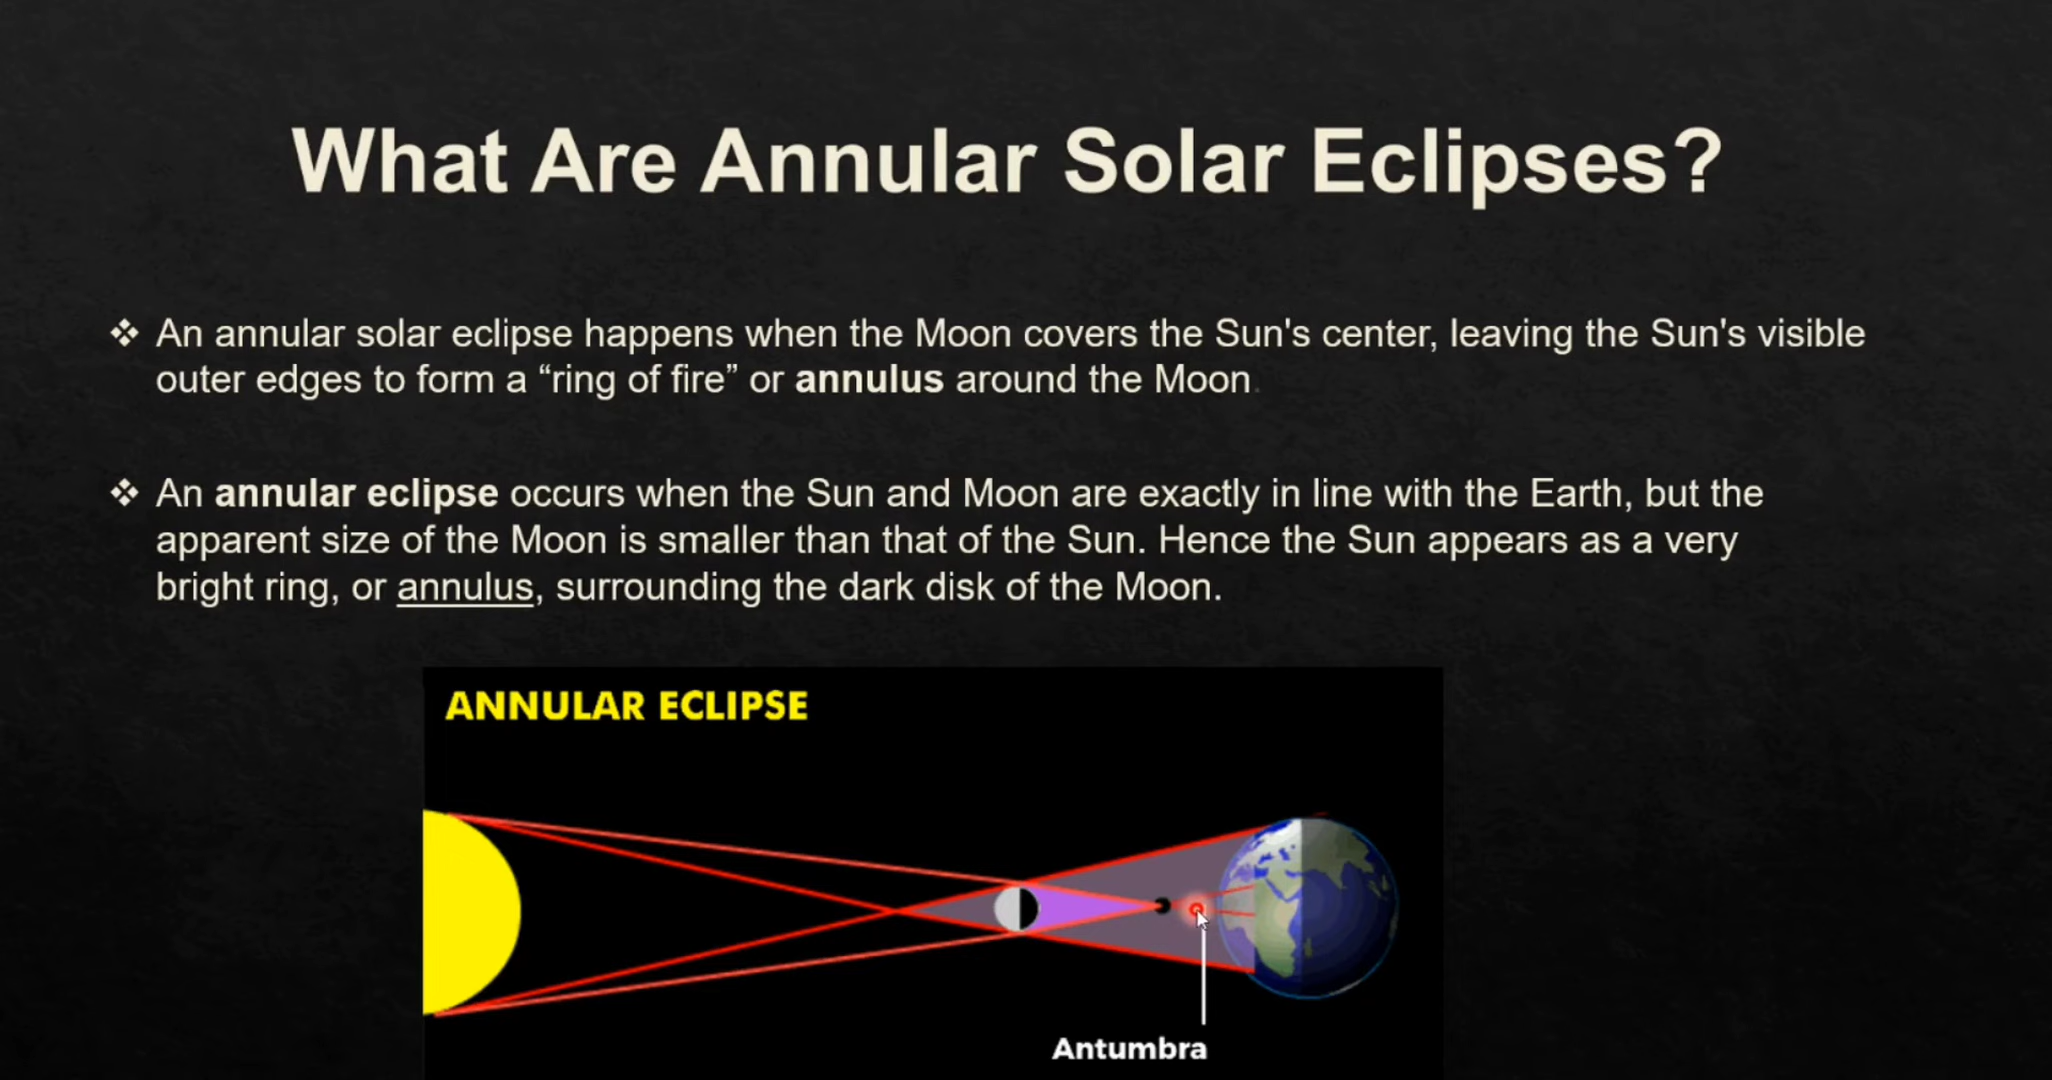 What Are Annular Solar Eclipses?
❖ An annular solar eclipse happens when the Moon covers the Sun's center, leaving the Sun's visible
outer edges to form a “ring of fire” or annulus around the Moon.
❖ An annular eclipse occurs when the Sun and Moon are exactly in line with the Earth, but the
apparent size of the Moon is smaller than that of the Sun. Hence the Sun appears as a very
bright ring, or annulus, surrounding the dark disk of the Moon.
ANNULAR ECLIPSE
Antumbra